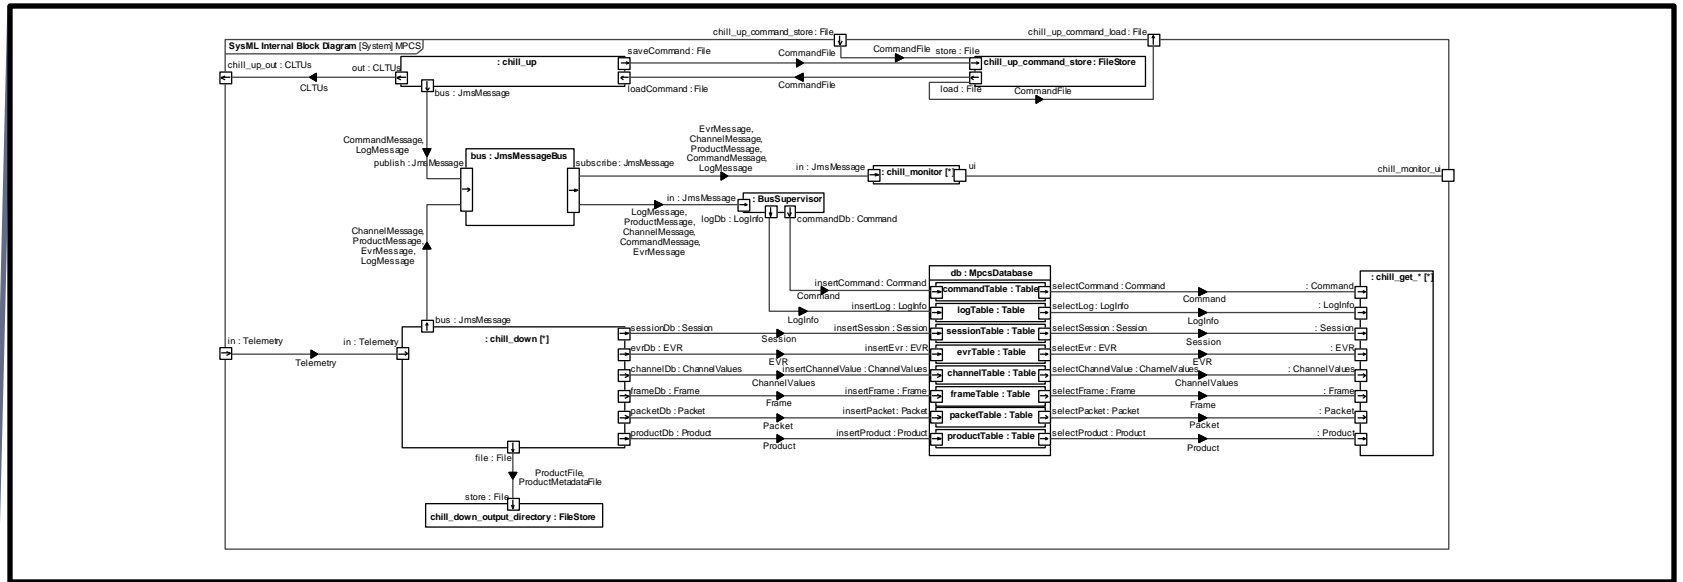 chill_up_command_store : File
chill_up_command_load : File
SysML Internal Block Diagram [System] MPCS
saveCommand : File
CommandFile
CommandFile
store : File
chill_up_out : CLTUs
out : CLTUs
: chill_up
chill_up_command_store : FileStore
CLTUs
bus : JmsMessage
loadCommand : File
CommandFile
load : File
CommandFile
EvrMessage,
ChannelMessage,
ProductMessage,
CommandMessage,
LogMessage
CommandMessage,
LogMessage
publish : JmsMessage
bus : JmsMessageBus
subscribe : JmsMessage
in : JmsMessage
: chill_monitor [*]
ui
chill_monitor_ui
in : JmsMessage
: BusSupervisor
LogMessage,
ProductMessage,
ChannelMessage,
CommandMessage,
EvrMessage
logDb : LogInfo
commandDb : Command
ChannelMessage,
ProductMessage,
EvrMessage,
LogMessage
db : MpcsDatabase
: chill_get_* [*]
insertCommand : Command
Command
commandTable : Table
selectCommand : Command
Command
: Command
insertLog : LogInfo
LogInfo
logTable : Table
selectLog : LogInfo
LogInfo
: LogInfo
bus : JmsMessage
in : Telemetry
Telemetry
in : Telemetry
: chill_down [*]
sessionDb : Session
Session
insertSession : Session
sessionTable : Table
selectSession : Session
Session
: Session
evrDb : EVR
EVR
insertEvr : EVR
evrTable : Table
selectEvr : EVR
EVR
: EVR
channelDb : ChannelValues
ChannelValues
insertChannelValue : ChannelValues
channelTable : Table
selectChannelValue : ChannelValues
ChannelValues
: ChannelValues
frameDb : Frame
Frame
insertFrame : Frame
frameTable : Table
selectFrame : Frame
Frame
: Frame
packetDb : Packet
Packet
insertPacket : Packet
packetTable : Table
selectPacket : Packet
Packet
: Packet
productDb : Product
Product
insertProduct : Product
productTable : Table
selectProduct : Product
Product
: Product
file : File
ProductFile,
ProductMetadataFile
store : File
chill_down_output_directory : FileStore